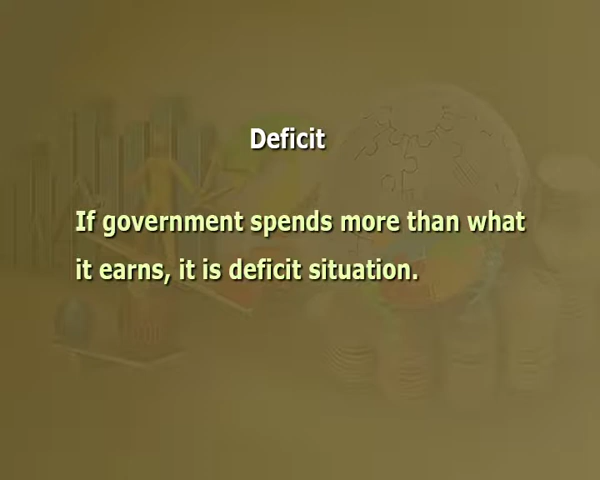 Deficit
If government spends more than what
it earns, it is deficit situation.